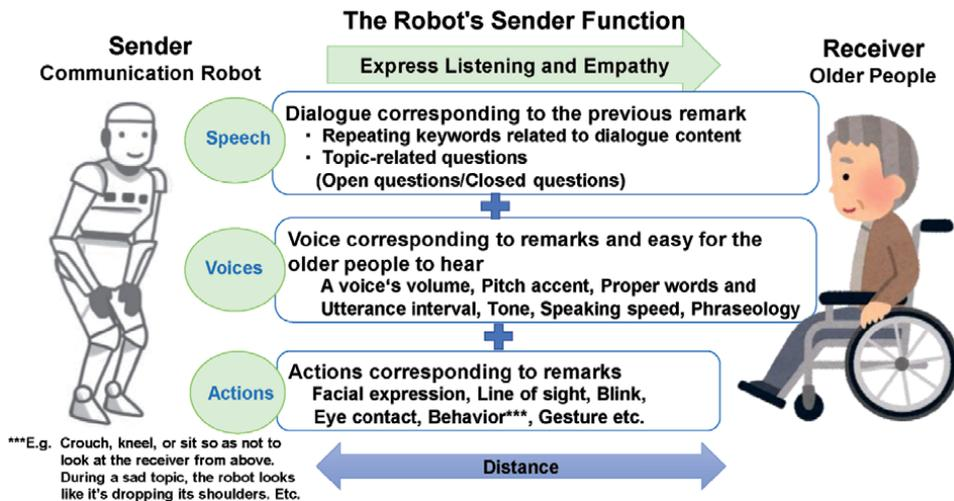 The Robot's Sender Function
Sender
Communication Robot
Express Listening and Empathy
Receiver
Older People
Speech
Dialogue corresponding to the previous remark
・ Repeating keywords related to dialogue content
・ Topic-related questions
(Open questions/Closed questions)
Voices
Voice corresponding to remarks and easy for the
older people to hear
A voice‘s volume, Pitch accent, Proper words and
Utterance interval, Tone, Speaking speed, Phraseology
Actions
Actions corresponding to remarks
Facial expression, Line of sight, Blink,
Eye contact, Behavior***, Gesture etc.
***E.g. Crouch, kneel, or sit so as not to
look at the receiver from above.
During a sad topic, the robot looks
like it's dropping its shoulders. Etc.
Distance